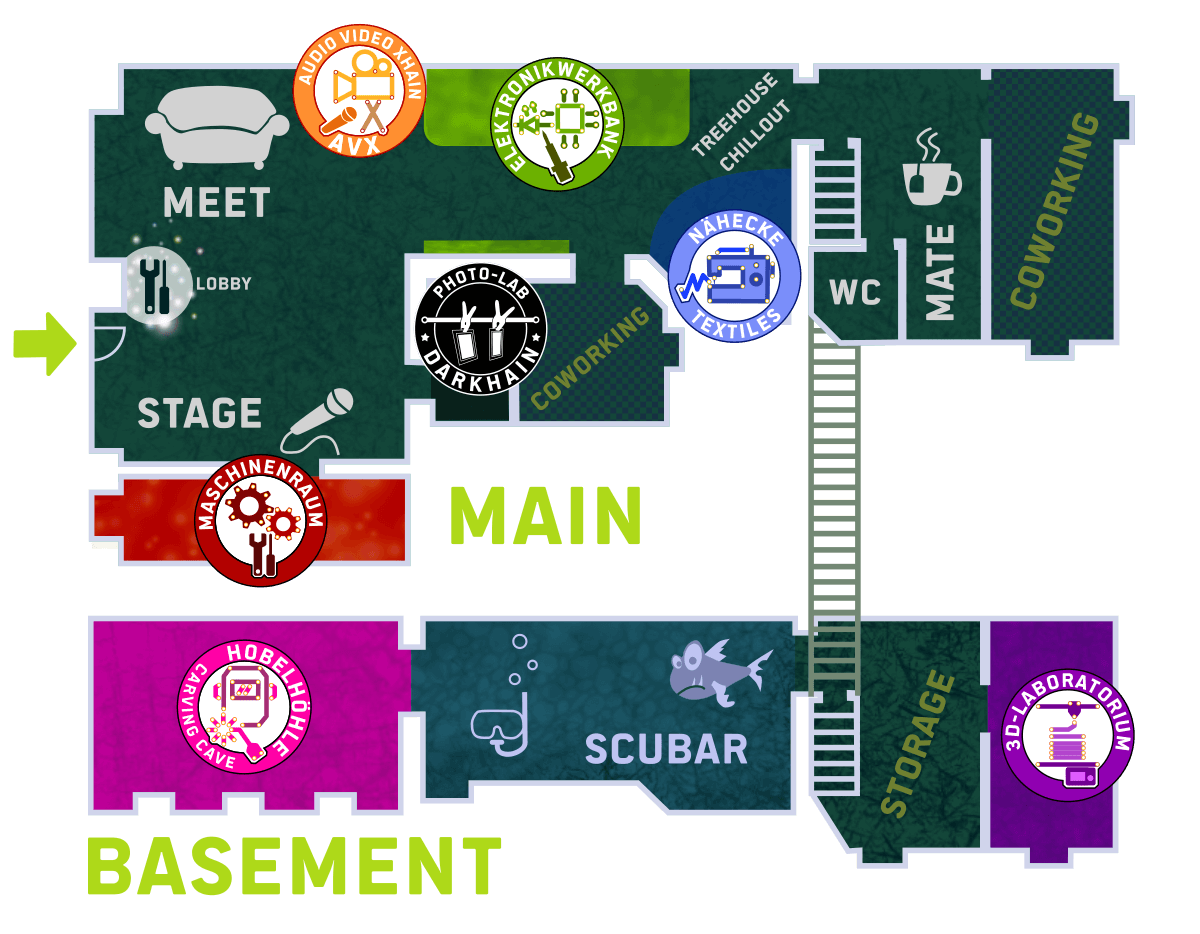 AUDIO VIDEO XHAIN
AVX
ELEKTRONIKWERKBANK
TREEHOUSE
CHILLOUT
MEET
COWORKING
LOBBY
PHOTO-LAB
DARKHAIN
COWORKING
NÄHECKE
TEXTILES
WC
MATE
STAGE
MASCHINENRAUM
MAIN
HOBELHÖHLE
CARVING CAVE
SCUBAR
STORAGE
3D-LABORATORIUM
BASEMENT